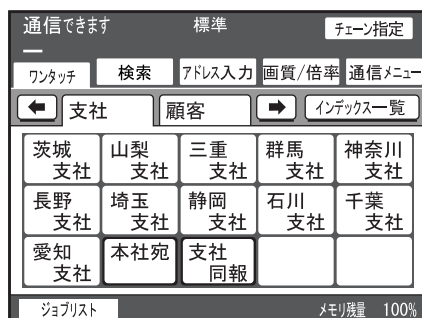 通信できます 標準 チェーン指定
ワンタッチ 検索 アドレス入力 画質/倍率 通信メニュー
支社 顧客 インデックス一覧
茨城 山梨 三重 群馬 神奈川
支社 支社 支社 支社 支社
長野 埼玉 静岡 石川 千葉
支社 支社 支社 支社 支社
愛知 本社宛 支社
支社 同報
ジョブリスト メモリ残量 100%